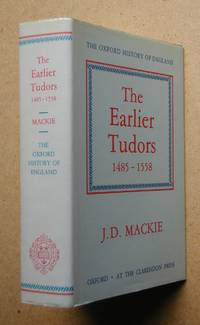 The
Earlier
Tudors
1485-1558
MACKIE
THE
OXFORD
HISTORY OF
ENGLAND
THE OXFORD HISTORY OF ENGLAND
The
Earlier
Tudors
1485-1558
J.D. MACKIE
OXFORD · AT THE CLARENDON PRESS